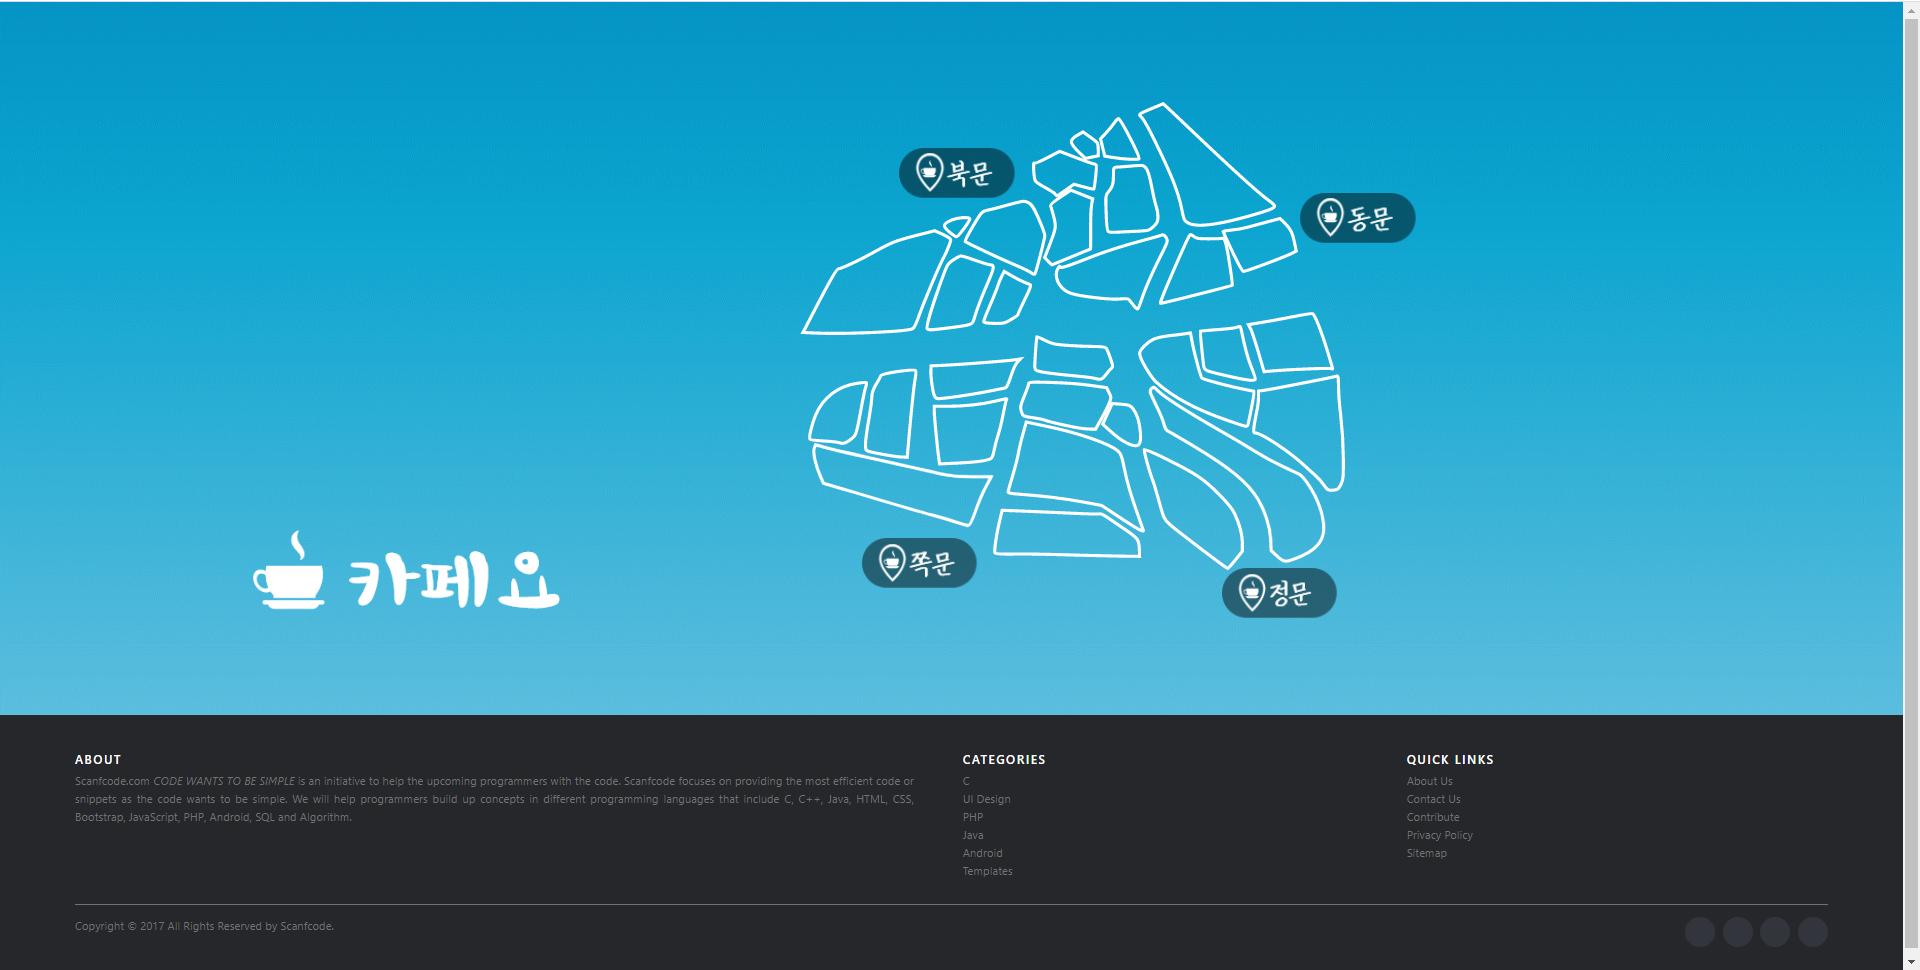 북문
동문
카페요
쪽문
정문
ABOUT
Scanfcode.com CODE WANTS TO BE SIMPLE is an initiative to help the upcoming programmers with the code. Scanfcode focuses on providing the most efficient code or
snippets as the code wants to be simple. We will help programmers build up concepts in different programming languages that include C, C++, Java, HTML, CSS,
Bootstrap, JavaScript, PHP, Android, SQL and Algorithm.
CATEGORIES
C
UI Design
PHP
Java
Android
Templates
QUICK LINKS
About Us
Contact Us
Contribute
Privacy Policy
Sitemap
Copyright © 2017 All Rights Reserved by Scanfcode.